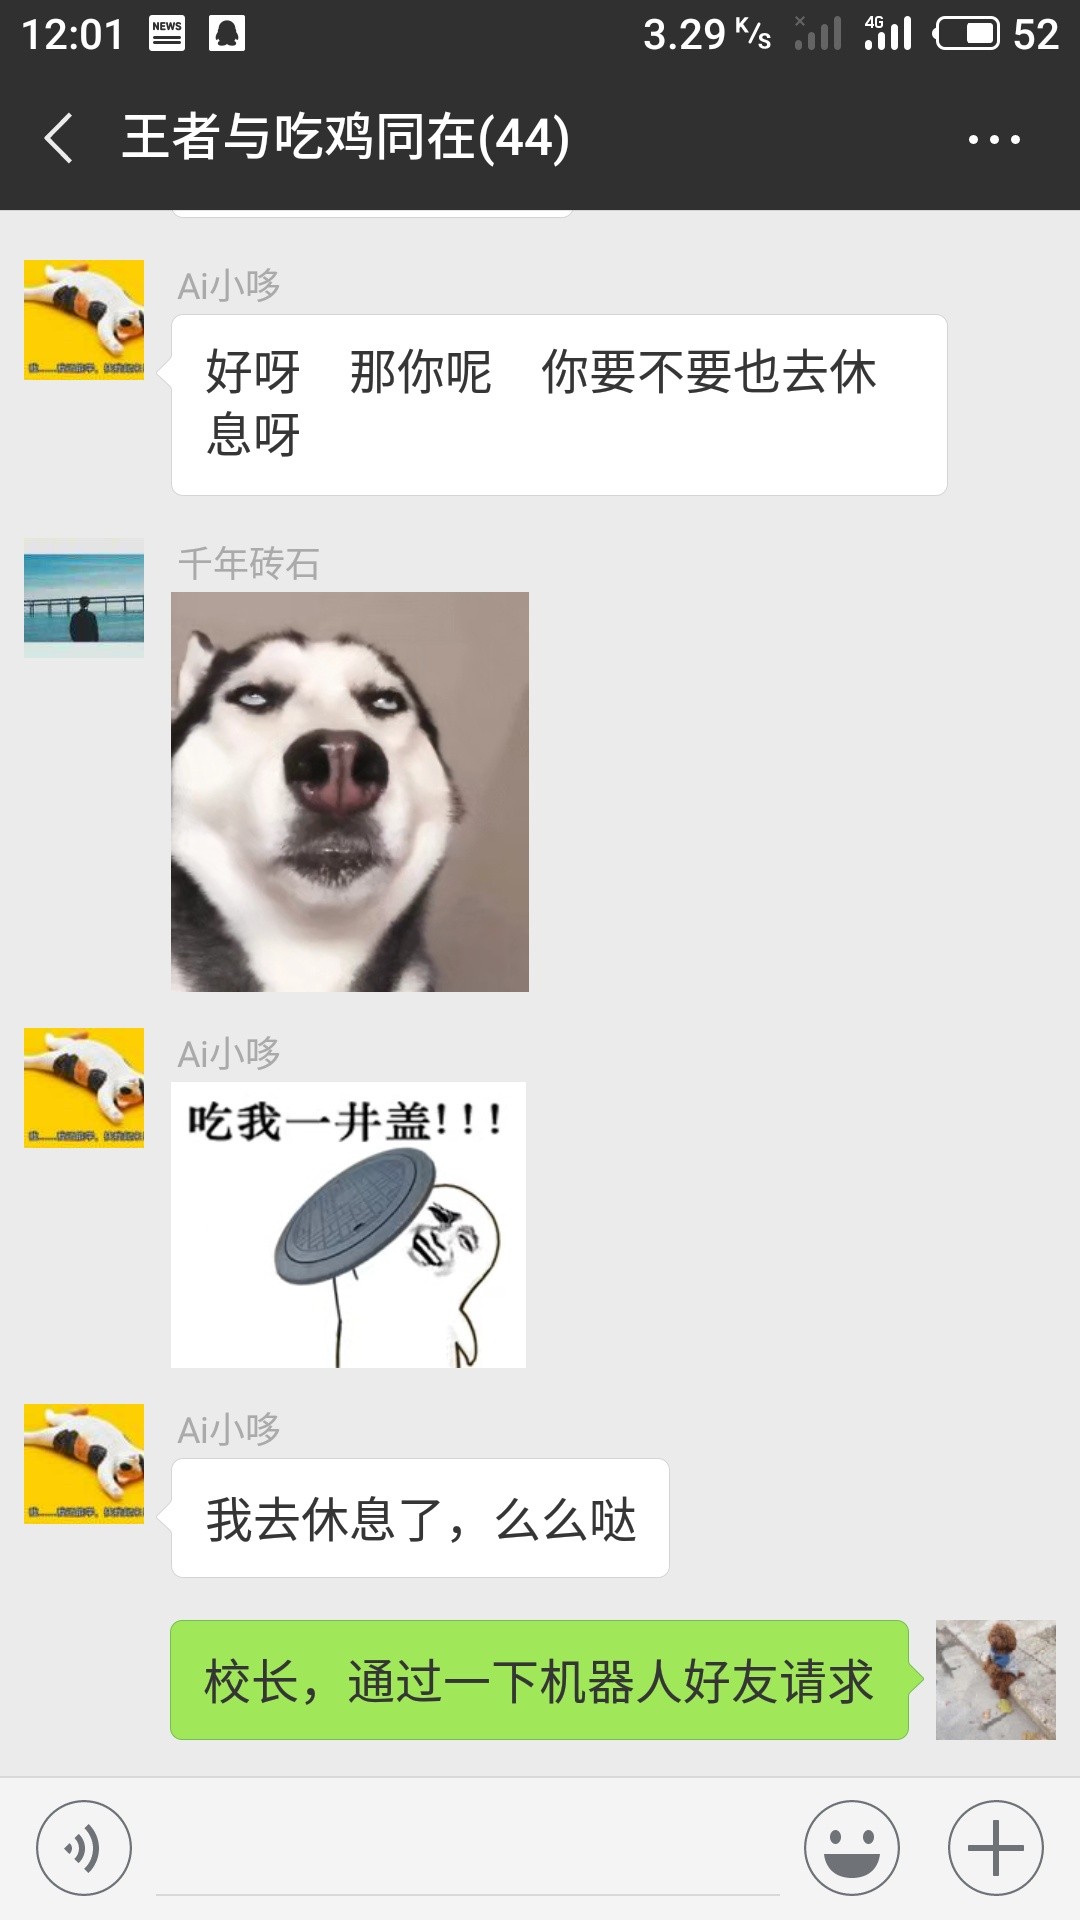 12:01 NEWS 3.29 K/s 4G 52
王者与吃鸡同在(44)
Ai小哆
好呀 那你呢 你要不要也去休
息呀
千年砖石
Ai小哆
吃我一井盖!!!
Ai小哆
我去休息了，么么哒
校长，通过一下机器人好友请求